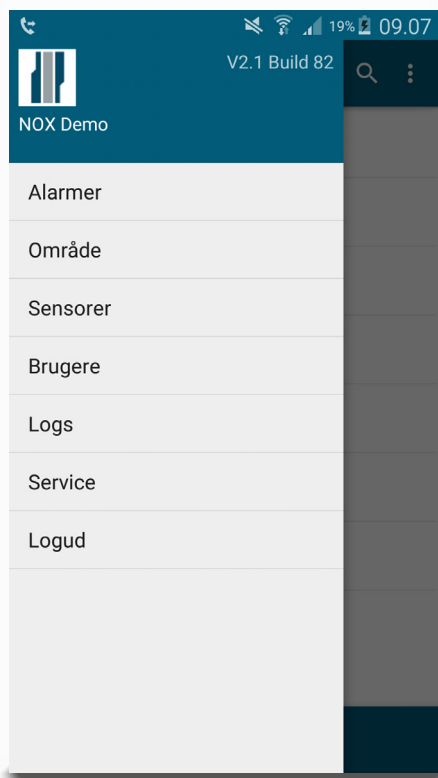 19% 09.07
V2.1 Build 82
NOX Demo
Alarmer
Område
Sensorer
Brugere
Logs
Service
Logud